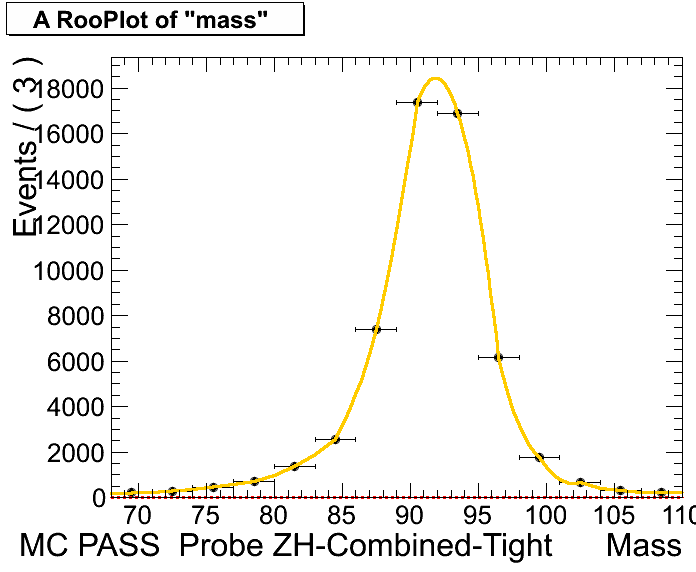 A RooPlot of "mass"
Events / ( 3 )
18000
16000
14000
12000
10000
8000
6000
4000
2000
0
70 75 80 85 90 95 100 105 110
MC PASS Probe ZH-Combined-Tight Mass